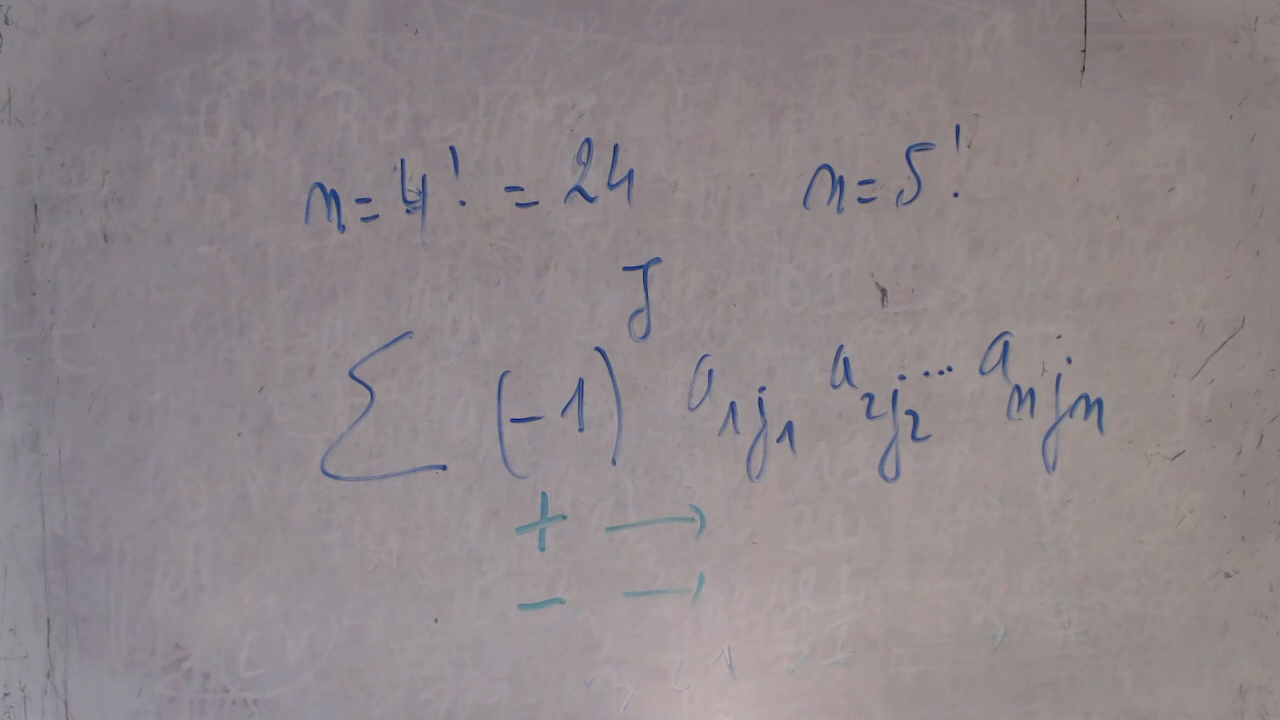 n = 4! = 24 n = 5!
J
∑ (-1) a₁j₁ a₂j₂ ... aₙjₙ
+ →
- →